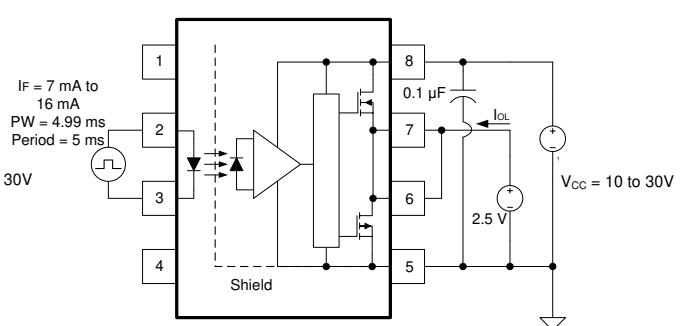 1
2
3
4
8
7
6
5
IF = 7 mA to
16 mA
PW = 4.99 ms
Period = 5 ms
30V
0.1 µF
IOL
2.5 V
+
–
+
–
VCC = 10 to 30V
Shield